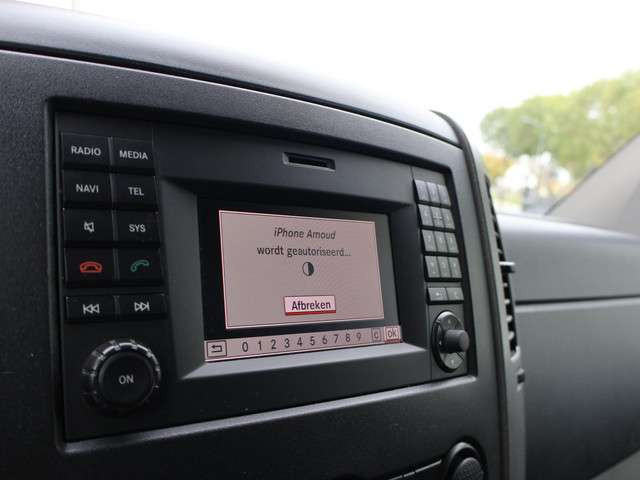 RADIO MEDIA
NAVI TEL
SYS
ON
iPhone Arnoud
wordt geautoriseerd...
Afbreken
0 1 2 3 4 5 6 7 8 9 C OK